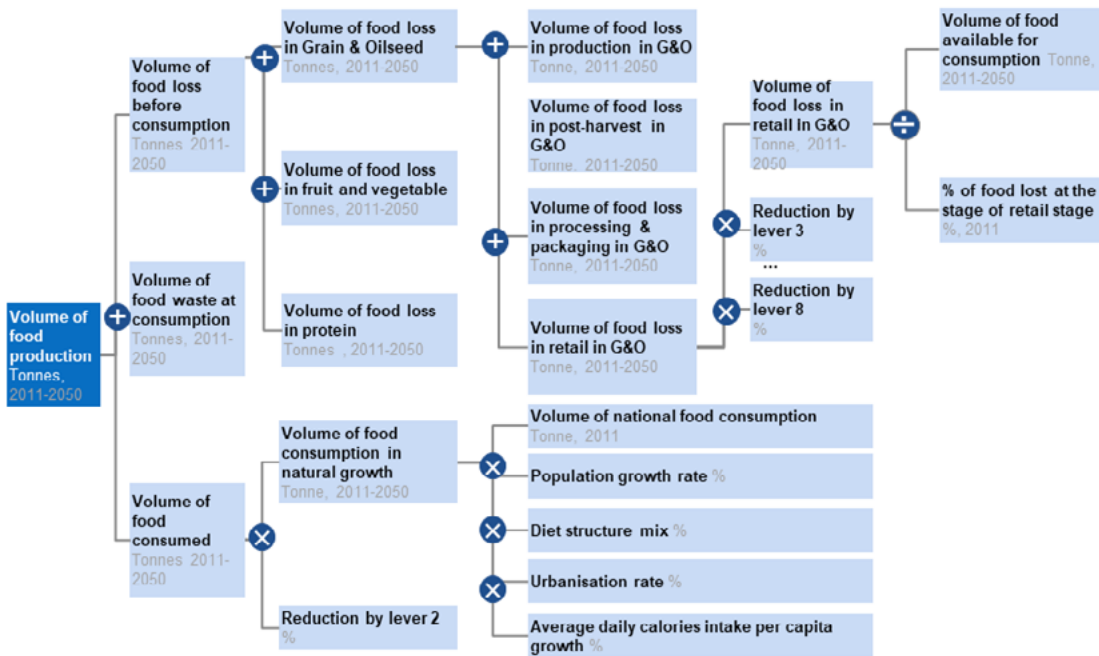 Volume of
food
production
Tonnes,
2011-2050
Volume of
food loss
before
consumption
Tonnes 2011-
2050
Volume of
food waste at
consumption
Tonnes, 2011-
2050
Volume of
food
consumed
Tonnes 2011-
2050
Volume of food loss
in Grain & Oilseed
Tonnes, 2011-2050
Volume of food loss
in fruit and vegetable
Tonnes, 2011-2050
Volume of food loss
in protein
Tonnes , 2011-2050
Volume of food
consumption in
natural growth
Tonne, 2011-2050
Reduction by lever 2
%
Volume of food loss
in production in G&O
Tonne, 2011-2050
Volume of food loss
in post-harvest in
G&O
Tonne, 2011-2050
Volume of food loss
in processing &
packaging in G&O
Tonne, 2011-2050
Volume of food loss
in retail in G&O
Tonne, 2011-2050
Volume of national food consumption
Tonne, 2011
Population growth rate %
Diet structure mix %
Urbanisation rate %
Average daily calories intake per capita
growth %
Volume of
food loss in
retail In G&O
Tonne, 2011-
2050
Reduction by
lever 3
%
...
Reduction by
lever 8
%
Volume of food
available for
consumption Tonne,
2011-2050
% of food lost at the
stage of retail stage
%, 2011